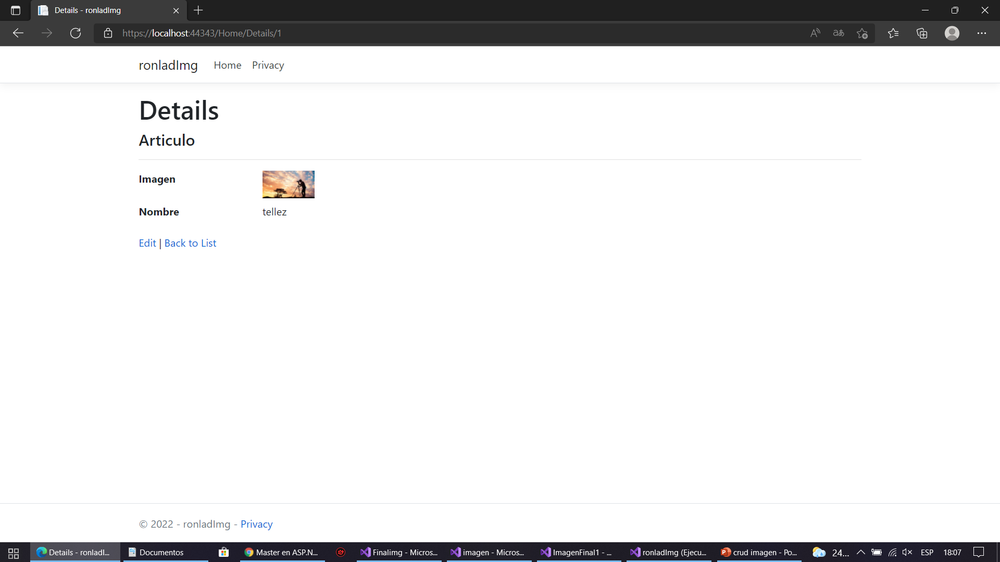 Details - ronladImg
https://localhost:44343/Home/Details/1
ronladImg Home Privacy
Details
Articulo
Imagen
Nombre tellez
Edit | Back to List
© 2022 - ronladImg - Privacy
Details - ronladI... Documentos Master en ASP.N... Finalimg - Micros... imagen - Micros... ImagenFinal1 - ... ronladImg (Ejecu... crud imagen - Po... 24... ESP 18:07